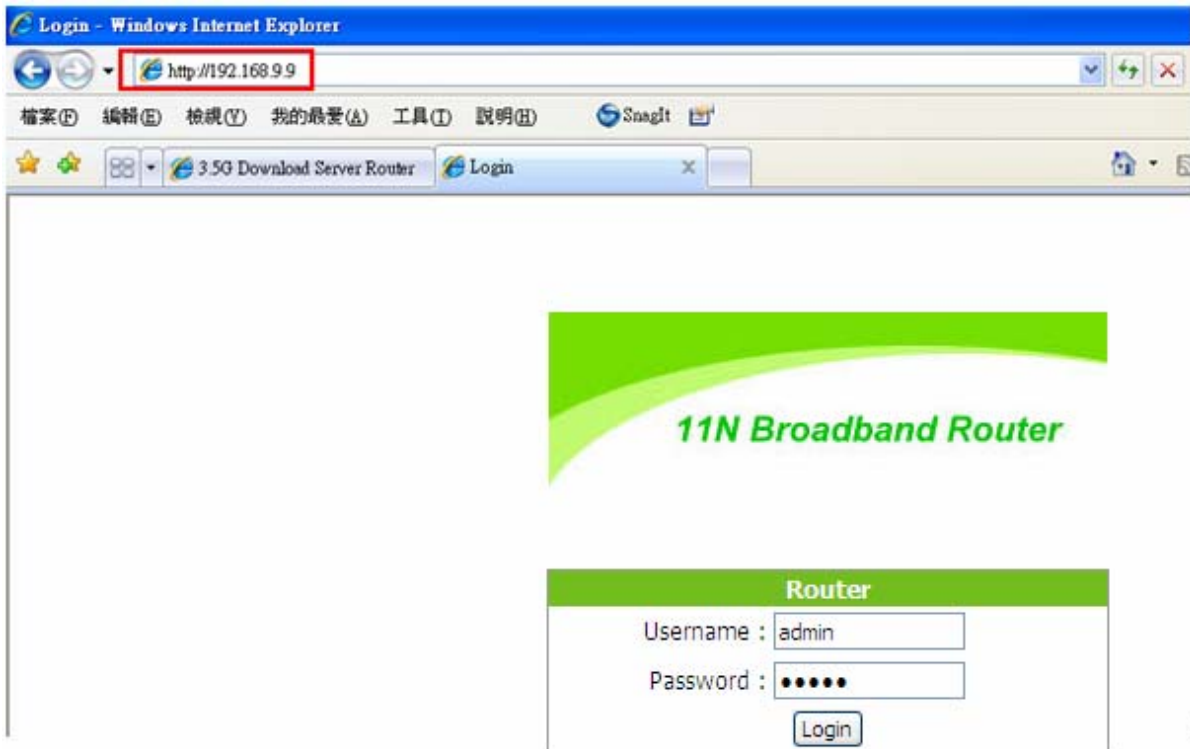 Login - Windows Internet Explorer
http://192.168.9.9
檔案(F) 編輯(E) 檢視(V) 我的最愛(A) 工具(T) 說明(H) SnagIt
3.5G Download Server Router Login
11N Broadband Router
Router
Username : admin
Password : •••••
Login